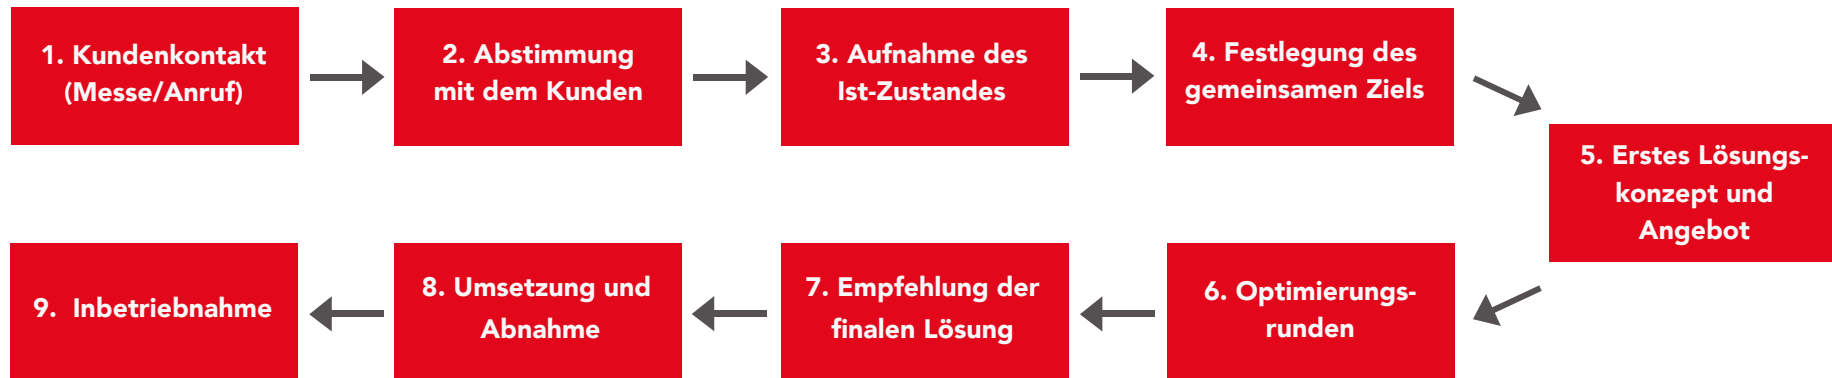 1. Kundenkontakt
(Messe/Anruf)
2. Abstimmung
mit dem Kunden
3. Aufnahme des
Ist-Zustandes
4. Festlegung des
gemeinsamen Ziels
5. Erstes Lösungs-
konzept und
Angebot
6. Optimierungs-
runden
7. Empfehlung der
finalen Lösung
8. Umsetzung und
Abnahme
9. Inbetriebnahme